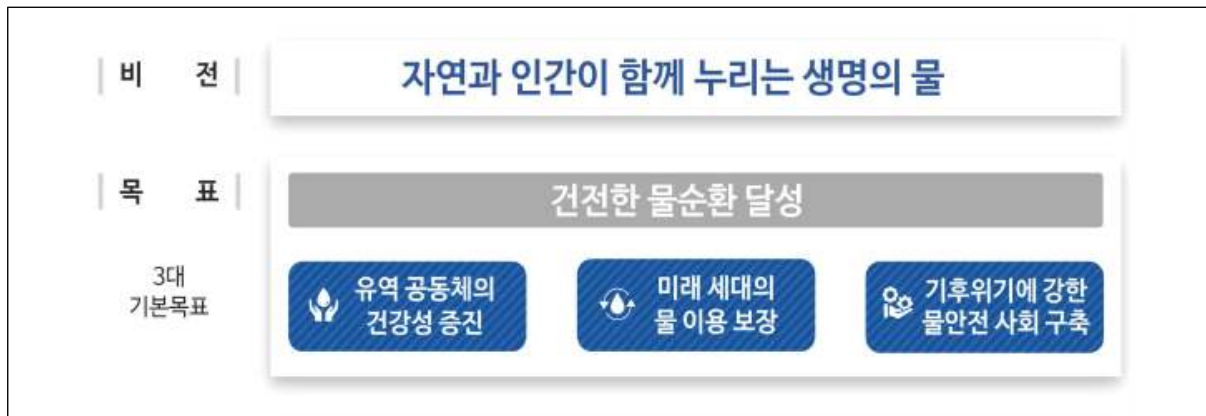 비 전
자연과 인간이 함께 누리는 생명의 물
목 표
건전한 물순환 달성
3대
기본목표
유역 공동체의
건강성 증진
미래 세대의
물 이용 보장
기후위기에 강한
물안전 사회 구축